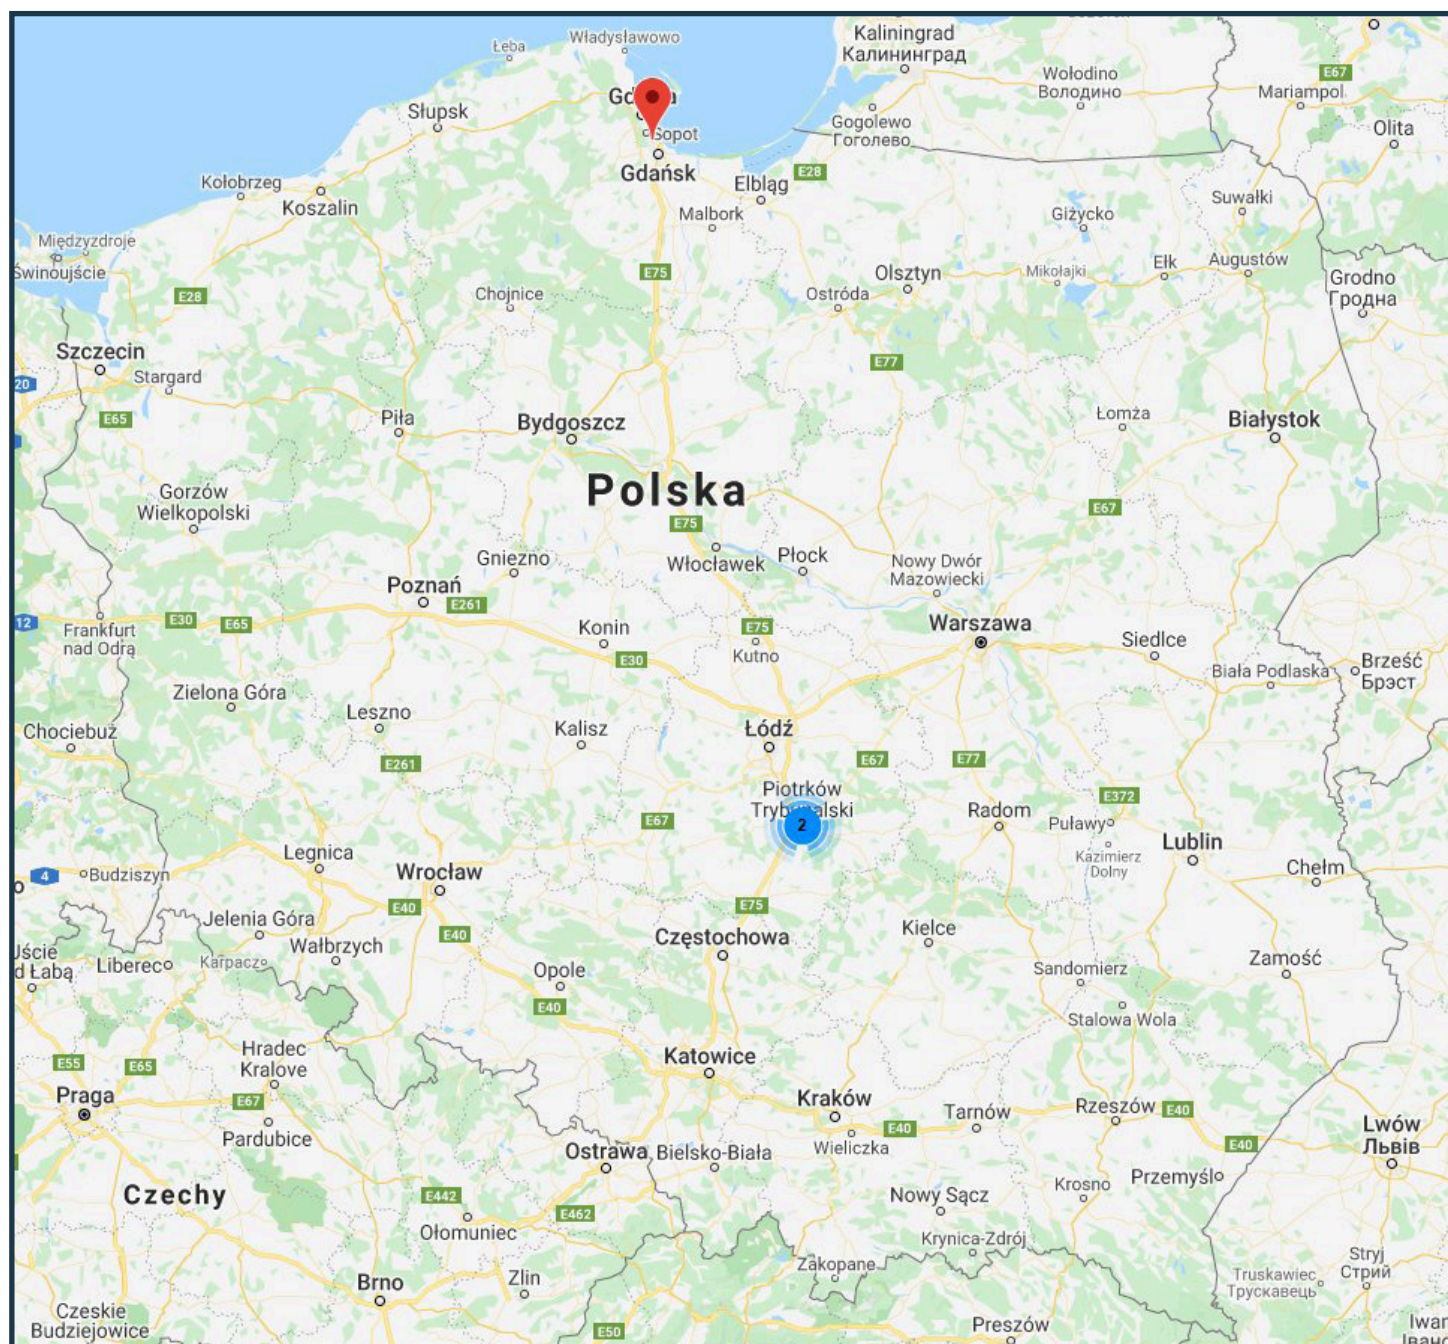 Władysławowo
Łeba
Kaliningrad
Калининград
Wołodino
Володино
E67
Mariampol
Słupsk
Sopot
Gogolewo
Гоголево
Olita
Gdańsk
Elbląg
E28
Kołobrzeg
Koszalin
Malbork
Giżycko
Suwałki
Międzyzdroje
Świnoujście
E75
Olsztyn
Mikołajki
Ełk
Augustów
Grodno
Гродна
E28
Chojnice
Ostróda
Szczecin
Stargard
20
E65
E77
Piła
Bydgoszcz
Łomża
Białystok
Polska
Gorzów
Wielkopolski
E75
E67
Gniezno
Włocławek
Płock
Nowy Dwór
Mazowiecki
Poznań
E261
12
Frankfurt
nad Odrą
E30
E65
Konin
E75
Kutno
Warszawa
Siedlce
E30
Biała Podlaska
Brześć
Брэст
Zielona Góra
Leszno
Kalisz
Łódź
Chociebuż
E261
E67
E77
Piotrków
2
E67
Radom
E372
Puławy
Kazimierz
Dolny
Lublin
Chełm
Legnica
Wrocław
4
Budziszyn
E40
E75
Jelenia Góra
E40
Częstochowa
Kielce
Wałbrzych
Karpacz
Liberec
Opole
Sandomierz
Zamość
E40
Stalowa Wola
Hradec
Kralove
E55
E65
Katowice
Praga
E67
Pardubice
Kraków
Wieliczka
E40
Tarnów
Rzeszów
E40
E40
Lwów
Львів
Ostrawa
Bielsko-Biała
Przemyśl
Czechy
E442
Ołomuniec
E462
Nowy Sącz
Krosno
Krynica-Zdrój
Zakopane
Stryj
Стрий
Truskawiec
Трускавець
Brno
Zlin
Czeskie
Budziejowice
E50
Preszów